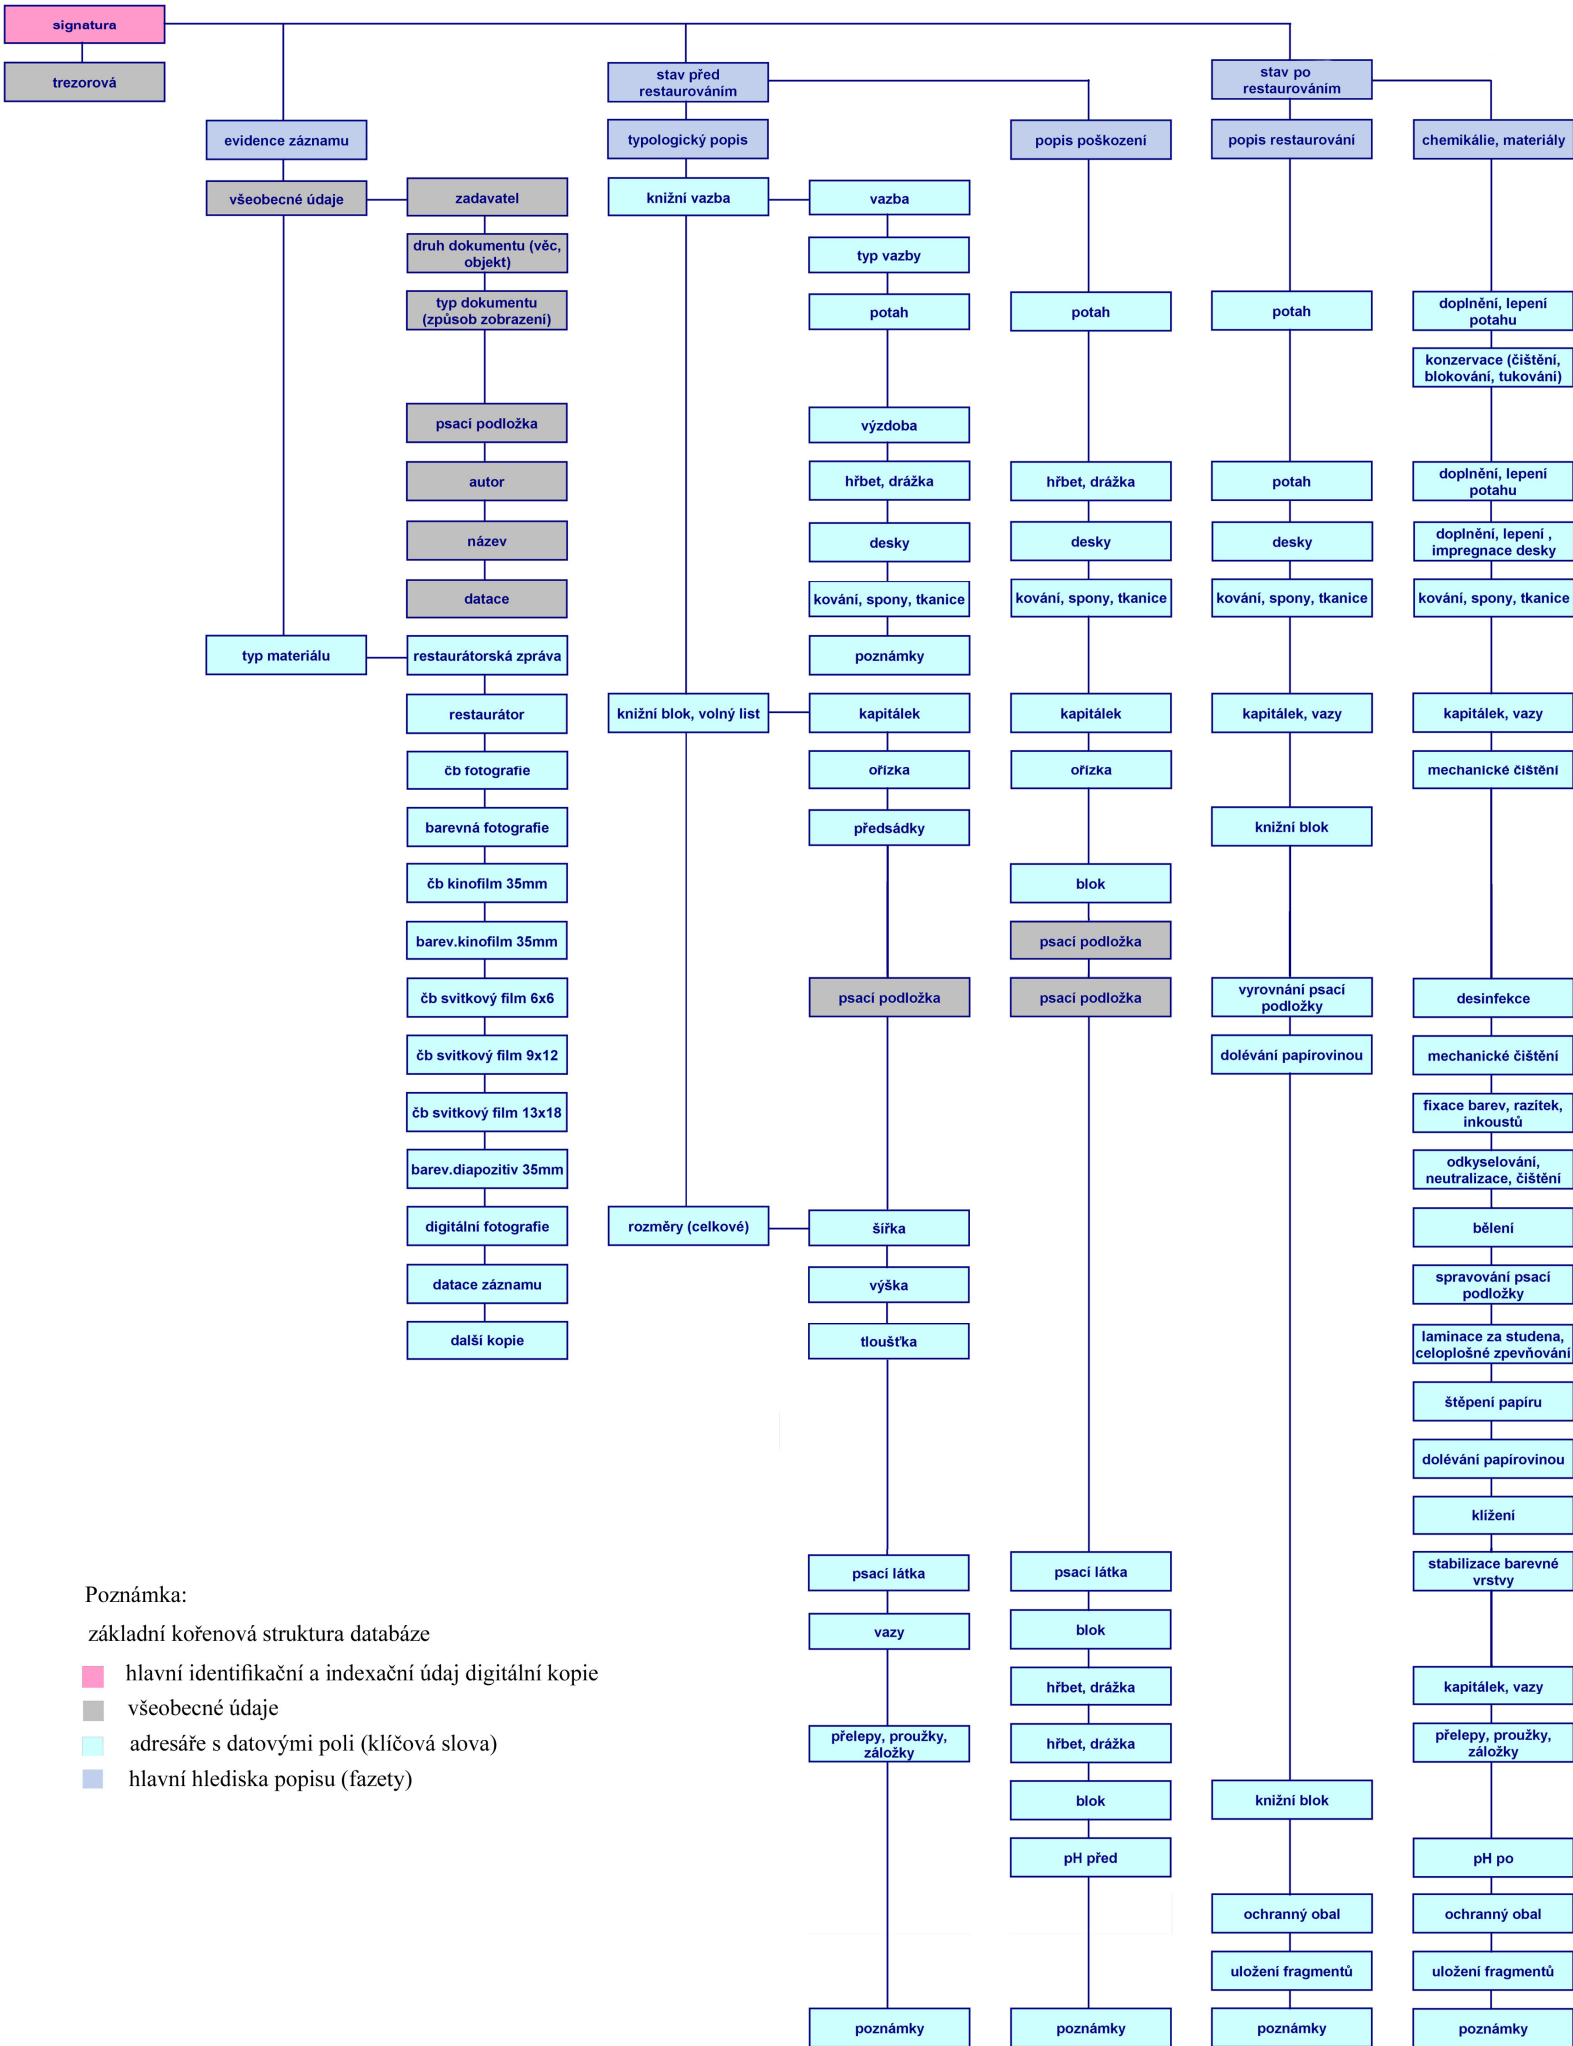 signatura
trezorová
evidence záznamu
všeobecné údaje
zadavatel
druh dokumentu (věc,
objekt)
typ dokumentu
(způsob zobrazení)
psací podložka
autor
název
datace
typ materiálu
restaurátorská zpráva
restaurátor
čb fotografie
barevná fotografie
čb kinofilm 35mm
barev.kinofilm 35mm
čb svitkový film 6x6
čb svitkový film 9x12
čb svitkový film 13x18
barev.diapozitiv 35mm
digitální fotografie
datace záznamu
další kopie
stav před
restaurováním
typologický popis
knižní vazba
knižní blok, volný list
rozměry (celkové)
vazba
typ vazby
potah
výzdoba
hřbet, drážka
desky
kování, spony, tkanice
poznámky
kapitálek
ořízka
předsádky
psací podložka
šířka
výška
tloušťka
psací látka
vazy
přelepy, proužky,
záložky
poznámky
popis poškození
potah
hřbet, drážka
desky
kování, spony, tkanice
kapitálek
ořízka
blok
psací podložka
psací podložka
psací látka
blok
hřbet, drážka
hřbet, drážka
blok
pH před
poznámky
stav po
restaurováním
popis restaurování
potah
potah
desky
kování, spony, tkanice
kapitálek, vazy
knižní blok
vyrovnání psací
podložky
dolévání papírovinou
knižní blok
ochranný obal
uložení fragmentů
poznámky
chemikálie, materiály
doplnění, lepení
potahu
konzervace (čištění,
blokování, tukování)
doplnění, lepení
potahu
doplnění, lepení ,
impregnace desky
kování, spony, tkanice
kapitálek, vazy
mechanické čištění
desinfekce
mechanické čištění
fixace barev, razítek,
inkoustů
odkyselování,
neutralizace, čištění
bělení
spravování psací
podložky
laminace za studena,
celoplošné zpevňování
štěpení papíru
dolévání papírovinou
klížení
stabilizace barevné
vrstvy
kapitálek, vazy
přelepy, proužky,
záložky
pH po
ochranný obal
uložení fragmentů
poznámky
Poznámka:
základní kořenová struktura databáze
hlavní identifikační a indexační údaj digitální kopie
všeobecné údaje
adresáře s datovými poli (klíčová slova)
hlavní hlediska popisu (fazety)